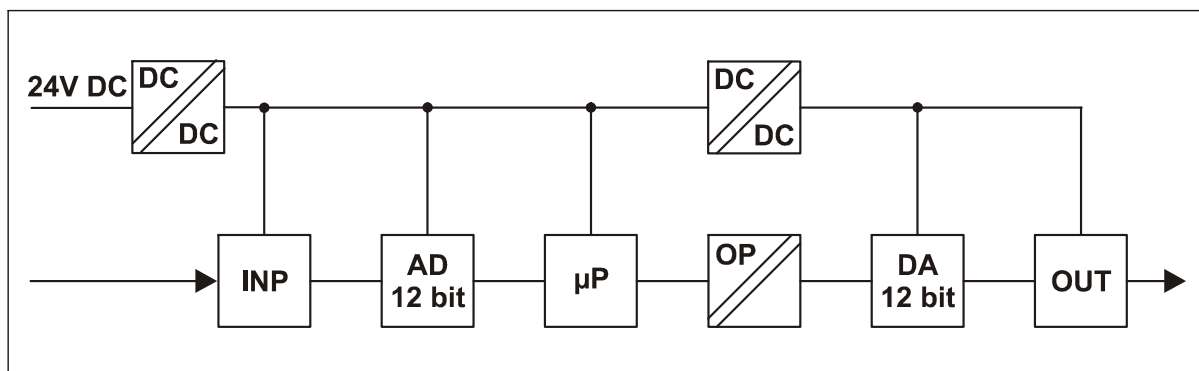 24V DC
DC
DC
DC
DC
INP
AD
12 bit
µP
OP
DA
12 bit
OUT